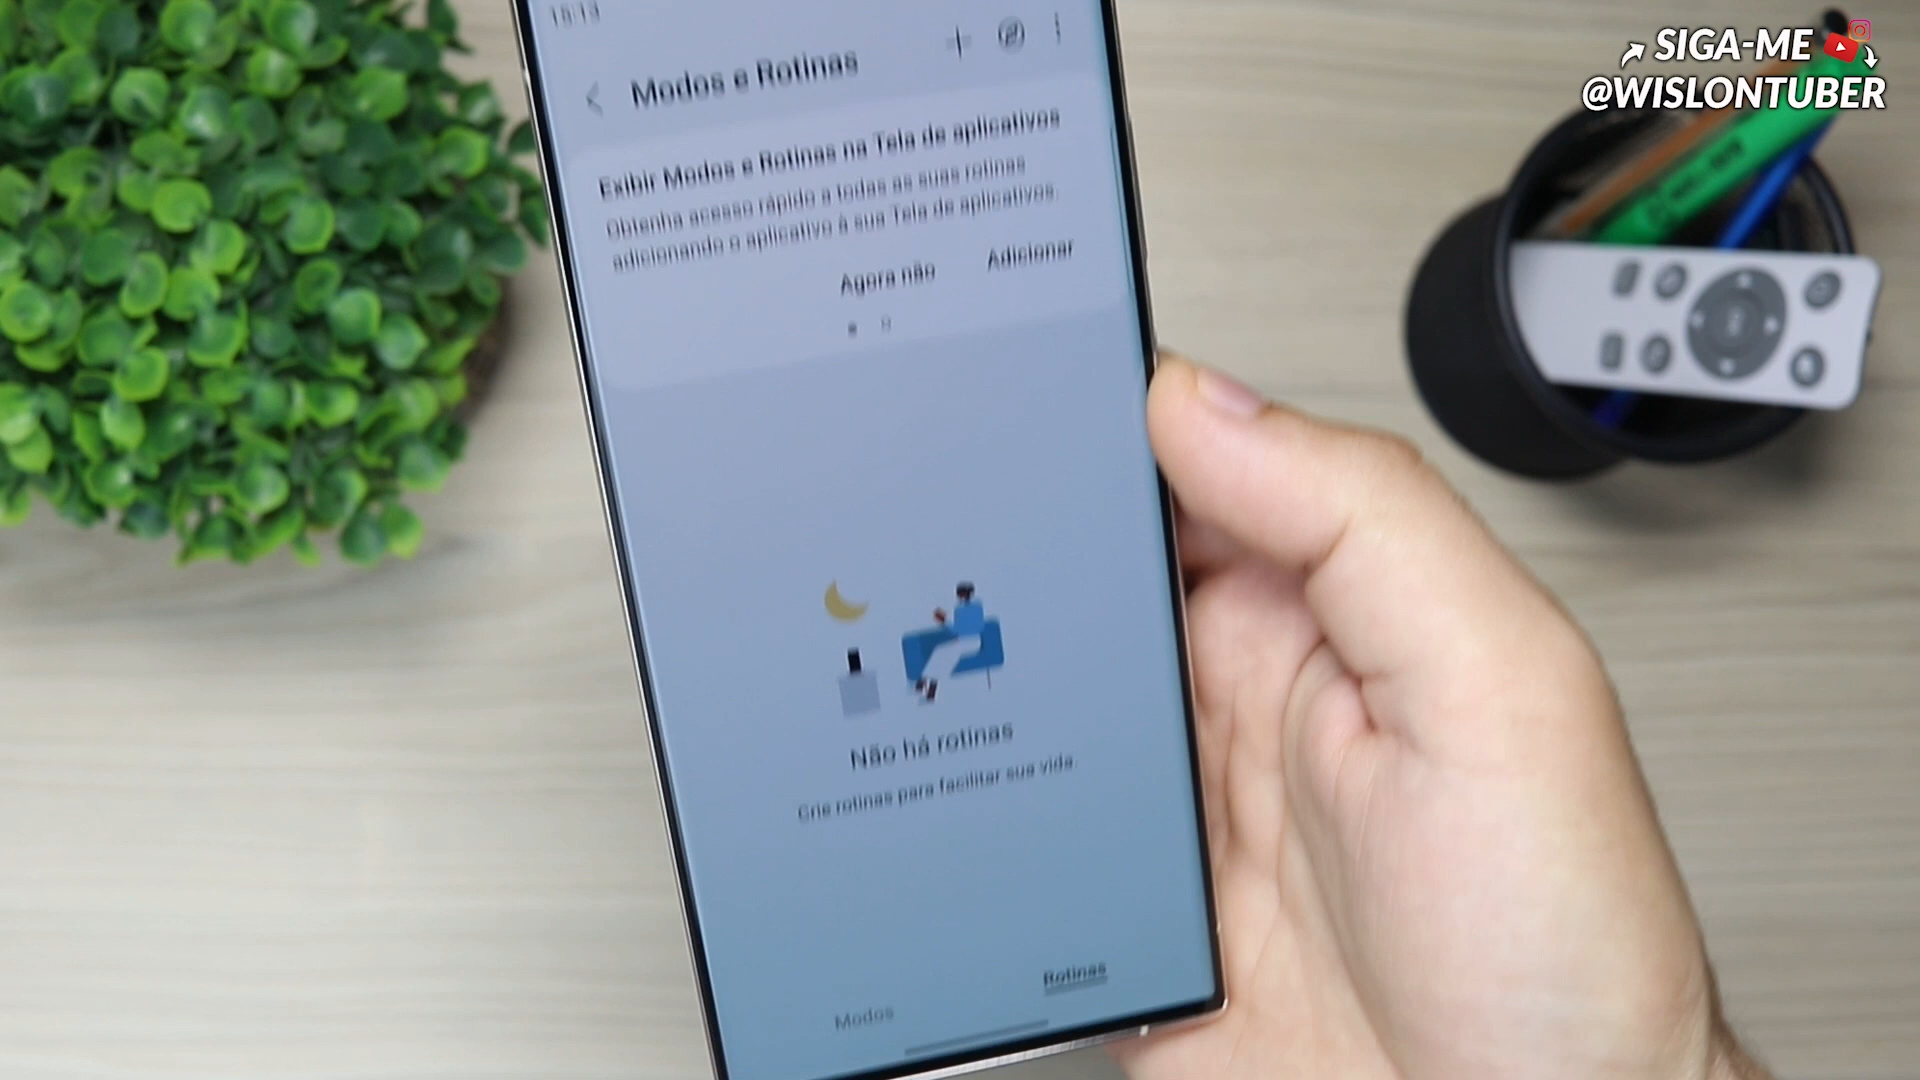 SIGA-ME
@WISLONTUBER
15:13
Modos e Rotinas
Exibir Modos e Rotinas na Tela de aplicativos
Obtenha acesso rápido a todas as suas rotinas
adicionando o aplicativo à sua Tela de aplicativos.
Agora não
Adicionar
Não há rotinas
Crie rotinas para facilitar sua vida.
Modos
Rotinas